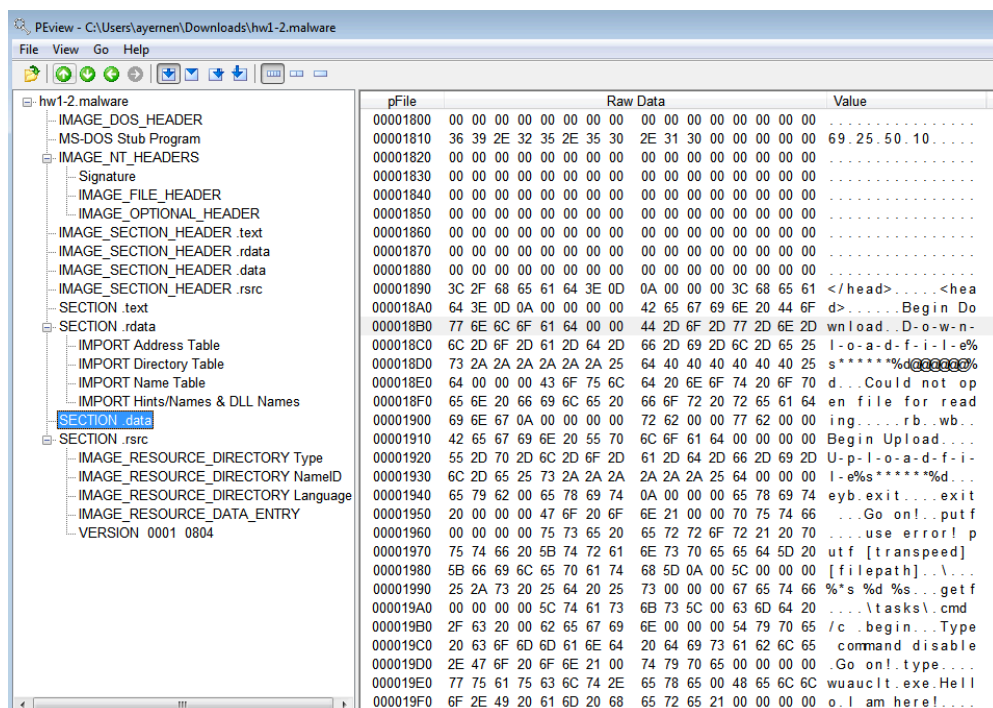 PEview - C:\Users\ayernen\Downloads\hw1-2.malware
File View Go Help
hw1-2.malware
IMAGE_DOS_HEADER
MS-DOS Stub Program
IMAGE_NT_HEADERS
Signature
IMAGE_FILE_HEADER
IMAGE_OPTIONAL_HEADER
IMAGE_SECTION_HEADER .text
IMAGE_SECTION_HEADER .rdata
IMAGE_SECTION_HEADER .data
IMAGE_SECTION_HEADER .rsrc
SECTION .text
SECTION .rdata
IMPORT Address Table
IMPORT Directory Table
IMPORT Name Table
IMPORT Hints/Names & DLL Names
SECTION .data
SECTION .rsrc
IMAGE_RESOURCE_DIRECTORY Type
IMAGE_RESOURCE_DIRECTORY NameID
IMAGE_RESOURCE_DIRECTORY Language
IMAGE_RESOURCE_DATA_ENTRY
VERSION 0001 0804
pFile Raw Data Value
00001800 00 00 00 00 00 00 00 00 00 00 00 00 00 00 00 00 ................
00001810 36 39 2E 32 35 2E 35 30 2E 31 30 00 00 00 00 00 69.25.50.10.....
00001820 00 00 00 00 00 00 00 00 00 00 00 00 00 00 00 00 ................
00001830 00 00 00 00 00 00 00 00 00 00 00 00 00 00 00 00 ................
00001840 00 00 00 00 00 00 00 00 00 00 00 00 00 00 00 00 ................
00001850 00 00 00 00 00 00 00 00 00 00 00 00 00 00 00 00 ................
00001860 00 00 00 00 00 00 00 00 00 00 00 00 00 00 00 00 ................
00001870 00 00 00 00 00 00 00 00 00 00 00 00 00 00 00 00 ................
00001880 00 00 00 00 00 00 00 00 00 00 00 00 00 00 00 00 ................
00001890 3C 2F 68 65 61 64 3E 0D 0A 00 00 00 3C 68 65 61 </head>.....<hea
000018A0 64 3E 0D 0A 00 00 00 00 42 65 67 69 6E 20 44 6F d>......Begin Do
000018B0 77 6E 6C 6F 61 64 00 00 44 2D 6F 2D 77 2D 6E 2D wnload..D-o-w-n-
000018C0 6C 2D 6F 2D 61 2D 64 2D 66 2D 69 2D 6C 2D 65 25 l-o-a-d-f-i-l-e%
000018D0 73 2A 2A 2A 2A 2A 2A 25 64 40 40 40 40 40 40 25 s******%d@@@@@@%
000018E0 64 00 00 00 43 6F 75 6C 64 20 6E 6F 74 20 6F 70 d...Could not op
000018F0 65 6E 20 66 69 6C 65 20 66 6F 72 20 72 65 61 64 en file for read
00001900 69 6E 67 0A 00 00 00 00 72 62 00 00 77 62 00 00 ing.....rb..wb..
00001910 42 65 67 69 6E 20 55 70 6C 6F 61 64 00 00 00 00 Begin Upload....
00001920 55 2D 70 2D 6C 2D 6F 2D 61 2D 64 2D 66 2D 69 2D U-p-l-o-a-d-f-i-
00001930 6C 2D 65 25 73 2A 2A 2A 2A 2A 2A 25 64 00 00 00 l-e%s******%d...
00001940 65 79 62 00 65 78 69 74 0A 00 00 00 65 78 69 74 eyb.exit....exit
00001950 20 00 00 00 47 6F 20 6F 6E 21 00 00 70 75 74 66 ...Go on!..putf
00001960 00 00 00 00 75 73 65 20 65 72 72 6F 72 21 20 70 ....use error! p
00001970 75 74 66 20 5B 74 72 61 6E 73 70 65 65 64 5D 20 utf [transpeed]
00001980 5B 66 69 6C 65 70 61 74 68 5D 0A 00 5C 00 00 00 [filepath]..\...
00001990 25 2A 73 20 25 64 20 25 73 00 00 00 67 65 74 66 %*s %d %s...getf
000019A0 00 00 00 00 5C 74 61 73 6B 73 5C 00 63 6D 64 20 ....\tasks\.cmd
000019B0 2F 63 20 00 62 65 67 69 6E 00 00 00 54 79 70 65 /c .begin...Type
000019C0 20 63 6F 6D 6D 61 6E 64 20 64 69 73 61 62 6C 65 command disable
000019D0 2E 47 6F 20 6F 6E 21 00 74 79 70 65 00 00 00 00 .Go on!.type....
000019E0 77 75 61 75 63 6C 74 2E 65 78 65 00 48 65 6C 6C wuauclt.exe.Hell
000019F0 6F 2E 49 20 61 6D 20 68 65 72 65 21 00 00 00 00 o.I am here!....